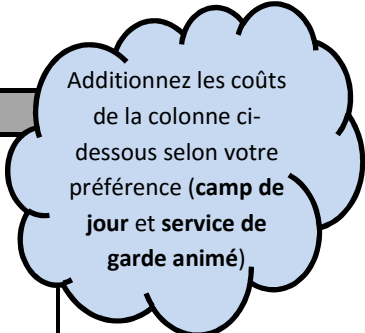 Additionnez les coûts
de la colonne ci-
dessous selon votre
préférence (camp de
jour et service de
garde animé)